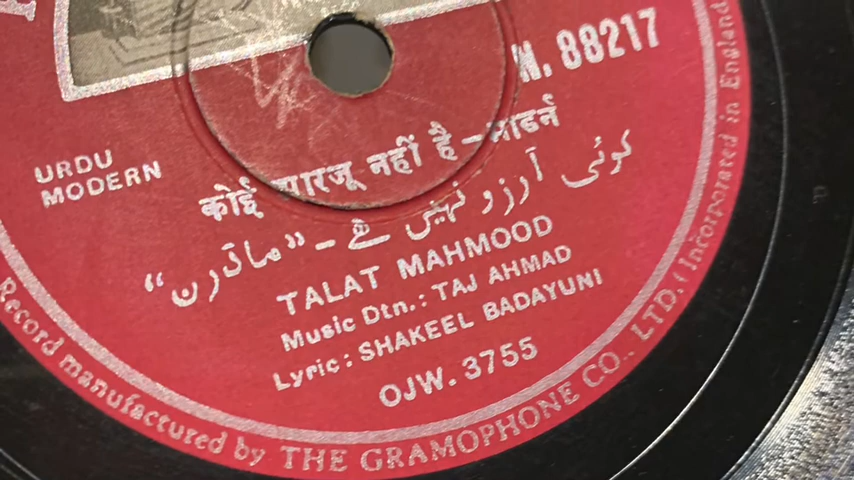 N. 88217
URDU
MODERN
कोई आरज़ू नहीं है - माडर्न
کوئی آرزو نہیں ہے - ”ماڈرن“
TALAT MAHMOOD
Music Dtn.: TAJ AHMAD
Lyric: SHAKEEL BADAYUNI
OJW. 3755
Record manufactured by THE GRAMOPHONE CO., LTD. (Incorporated in England